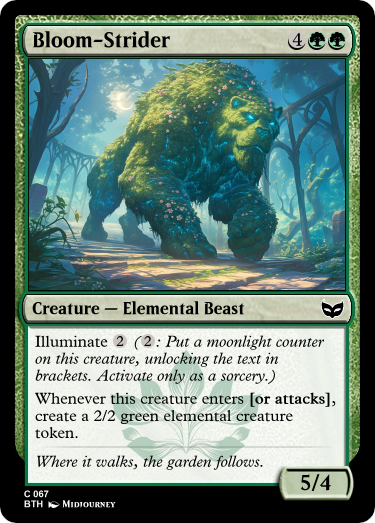 Bloom-Strider 4
Creature — Elemental Beast
Illuminate 2 (2: Put a moonlight counter
on this creature, unlocking the text in
brackets. Activate only as a sorcery.)
Whenever this creature enters [or attacks],
create a 2/2 green elemental creature
token.
Where it walks, the garden follows.
5/4
C 067
BTH Midjourney